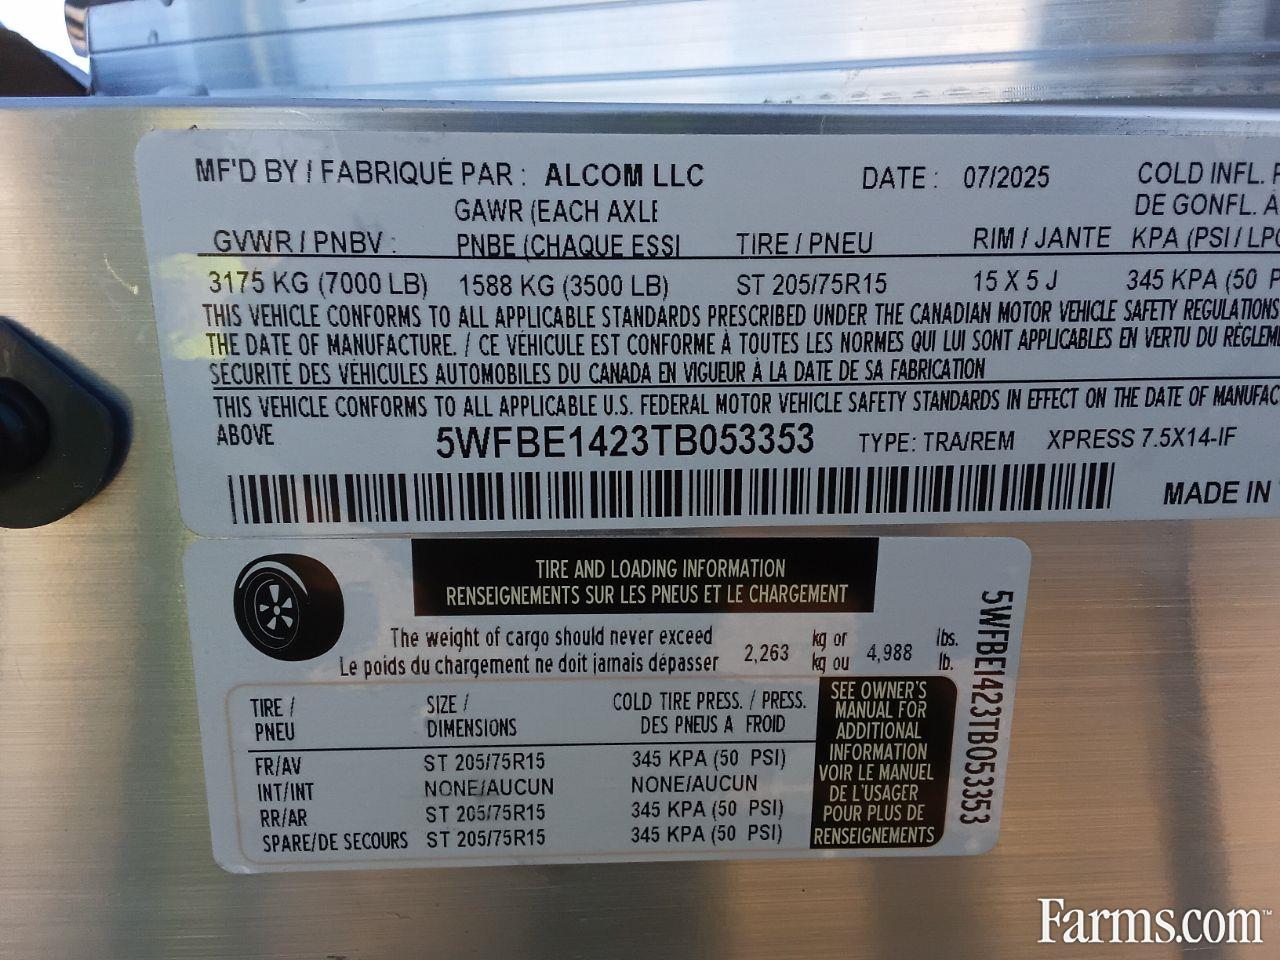 MF'D BY / FABRIQUÉ PAR : ALCOM LLC DATE : 07/2025 COLD INFL.
GAWR (EACH AXLE DE GONFL. À
GVWR / PNBV : PNBE (CHAQUE ESSI TIRE / PNEU RIM / JANTE KPA (PSI / LPC
3175 KG (7000 LB) 1588 KG (3500 LB) ST 205/75R15 15 X 5 J 345 KPA (50 P
THIS VEHICLE CONFORMS TO ALL APPLICABLE STANDARDS PRESCRIBED UNDER THE CANADIAN MOTOR VEHICLE SAFETY REGULATIONS
THE DATE OF MANUFACTURE. / CE VÉHICULE EST CONFORME À TOUTES LES NORMES QUI LUI SONT APPLICABLES EN VERTU DU RÈGLEME
SÉCURITÉ DES VÉHICULES AUTOMOBILES DU CANADA EN VIGUEUR À LA DATE DE SA FABRICATION
THIS VEHICLE CONFORMS TO ALL APPLICABLE U.S. FEDERAL MOTOR VEHICLE SAFETY STANDARDS IN EFFECT ON THE DATE OF MANUFAC
ABOVE 5WFBE1423TB053353 TYPE: TRA/REM XPRESS 7.5X14-IF
MADE IN
TIRE AND LOADING INFORMATION
RENSEIGNEMENTS SUR LES PNEUS ET LE CHARGEMENT
The weight of cargo should never exceed 2,263 kg or 4,988 lbs.
Le poids du chargement ne doit jamais dépasser kg ou lb.
TIRE / SIZE / COLD TIRE PRESS. / PRESS.
PNEU DIMENSIONS DES PNEUS À FROID
FR/AV ST 205/75R15 345 KPA (50 PSI)
INT/INT NONE/AUCUN NONE/AUCUN
RR/AR ST 205/75R15 345 KPA (50 PSI)
SPARE/DE SECOURS ST 205/75R15 345 KPA (50 PSI)
SEE OWNER'S
MANUAL FOR
ADDITIONAL
INFORMATION
VOIR LE MANUEL
DE L'USAGER
POUR PLUS DE
RENSEIGNEMENTS
5WFBE1423TB053353
Farms.com™